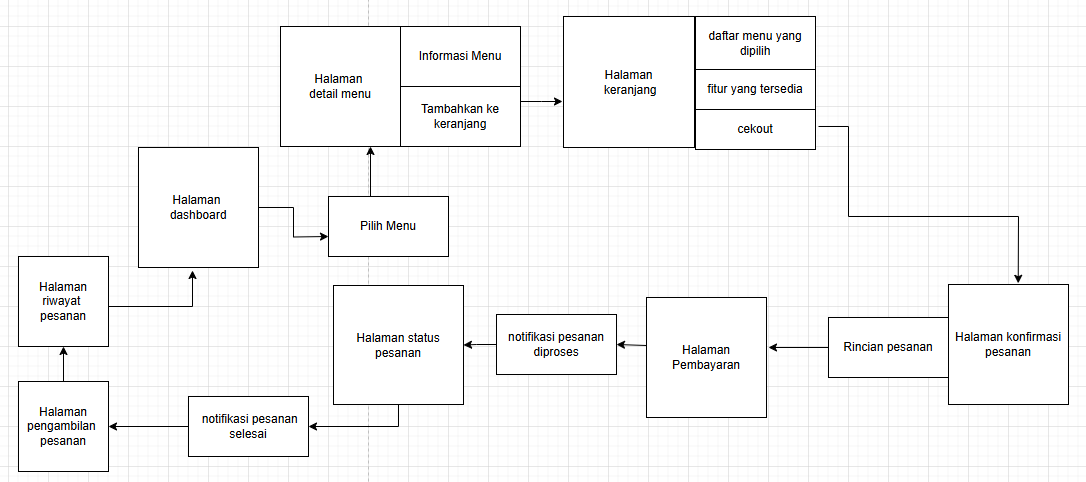 Halaman
detail menu
Informasi Menu
Tambahkan ke
keranjang
Halaman
keranjang
daftar menu yang
dipilih
fitur yang tersedia
cekout
Halaman
dashboard
Pilih Menu
Halaman
riwayat
pesanan
Halaman status
pesanan
notifikasi pesanan
diproses
Halaman
Pembayaran
Rincian pesanan
Halaman konfirmasi
pesanan
Halaman
pengambilan
pesanan
notifikasi pesanan
selesai